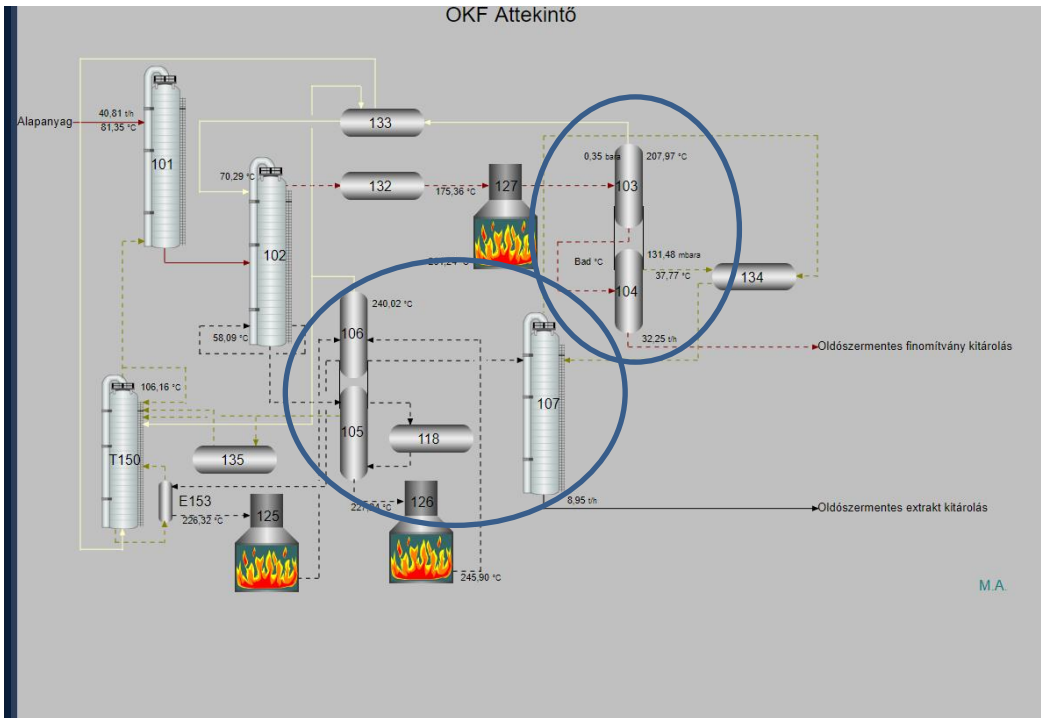 OKF Attekintő
Alapanyag
40,81 t/h
81,35 °C
101
133
0,35 bara
207,97 °C
103
70,29 °C
132
175,36 °C
127
102
Bad °C
131,48 mbara
37,77 °C
134
104
240,02 °C
58,09 °C
106
32,25 t/h
Oldószermentes finomítvány kitárolás
107
106,16 °C
105
118
T150
135
E153
226,32 °C
125
126
8,95 t/h
Oldószermentes extrakt kitárolás
245,90 °C
M.A.